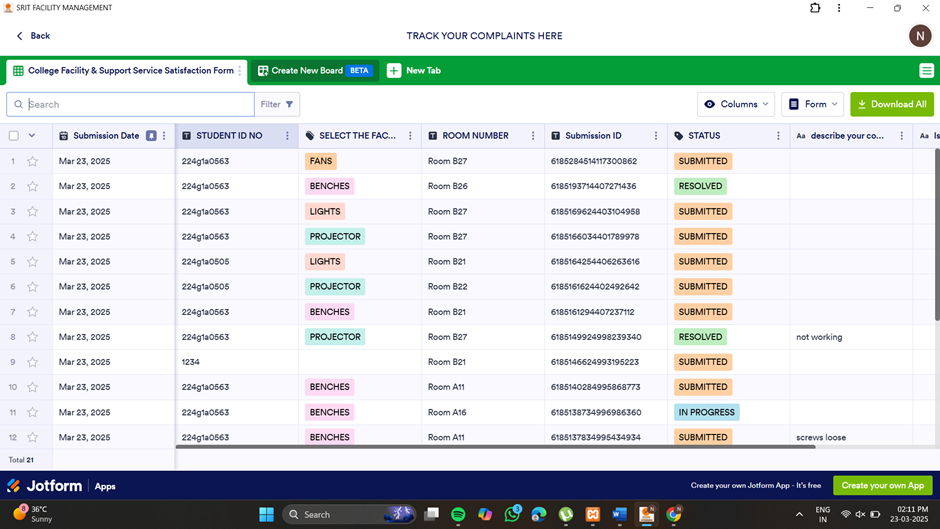 SRIT FACILITY MANAGEMENT
Back
TRACK YOUR COMPLAINTS HERE
N
College Facility & Support Service Satisfaction Form
Create New Board BETA
New Tab
Search
Filter
Columns
Form
Download All
Submission Date
STUDENT ID NO
SELECT THE FAC...
ROOM NUMBER
Submission ID
STATUS
Aa describe your co...
Aa Is
1 Mar 23, 2025 224g1a0563 FANS Room B27 6185284514117300862 SUBMITTED
2 Mar 23, 2025 224g1a0563 BENCHES Room B26 6185193714407271436 RESOLVED
3 Mar 23, 2025 224g1a0563 LIGHTS Room B27 6185169624403104958 SUBMITTED
4 Mar 23, 2025 224g1a0563 PROJECTOR Room B27 6185166034401789978 SUBMITTED
5 Mar 23, 2025 224g1a0505 LIGHTS Room B21 6185164254406263616 SUBMITTED
6 Mar 23, 2025 224g1a0505 PROJECTOR Room B22 6185161624402492642 SUBMITTED
7 Mar 23, 2025 224g1a0505 BENCHES Room B21 6185161294407237112 SUBMITTED
8 Mar 23, 2025 224g1a0563 PROJECTOR Room B27 6185149924998239340 RESOLVED not working
9 Mar 23, 2025 1234 Room B21 6185146624993195223 SUBMITTED
10 Mar 23, 2025 224g1a0563 BENCHES Room A11 6185140284995868773 SUBMITTED
11 Mar 23, 2025 224g1a0563 BENCHES Room A16 6185138734996986360 IN PROGRESS
12 Mar 23, 2025 224g1a0563 BENCHES Room A11 6185137834995434934 SUBMITTED screws loose
Total 21
Jotform Apps
Create your own Jotform App - It's free
Create your own App
36°C
Sunny
Search
ENG
IN
02:11 PM
23-03-2025